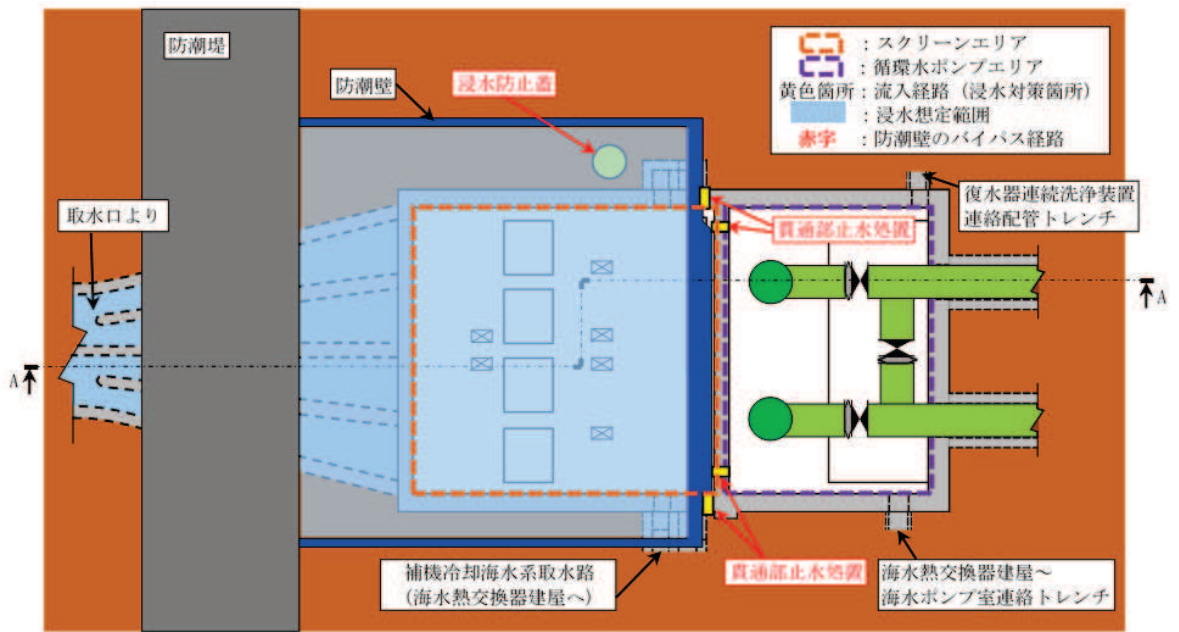 防潮堤
防潮壁
浸水防止蓋
：スクリーンエリア
：循環水ポンプエリア
黄色箇所：流入経路（浸水対策箇所）
：浸水想定範囲
赤字：防潮壁のバイパス経路
取水口より
貫通部止水処置
復水器連続洗浄装置
連絡配管トレンチ
A
A
補機冷却海水系取水路
(海水熱交換器建屋へ)
貫通部止水処置
海水熱交換器建屋～
海水ポンプ室連絡トレンチ